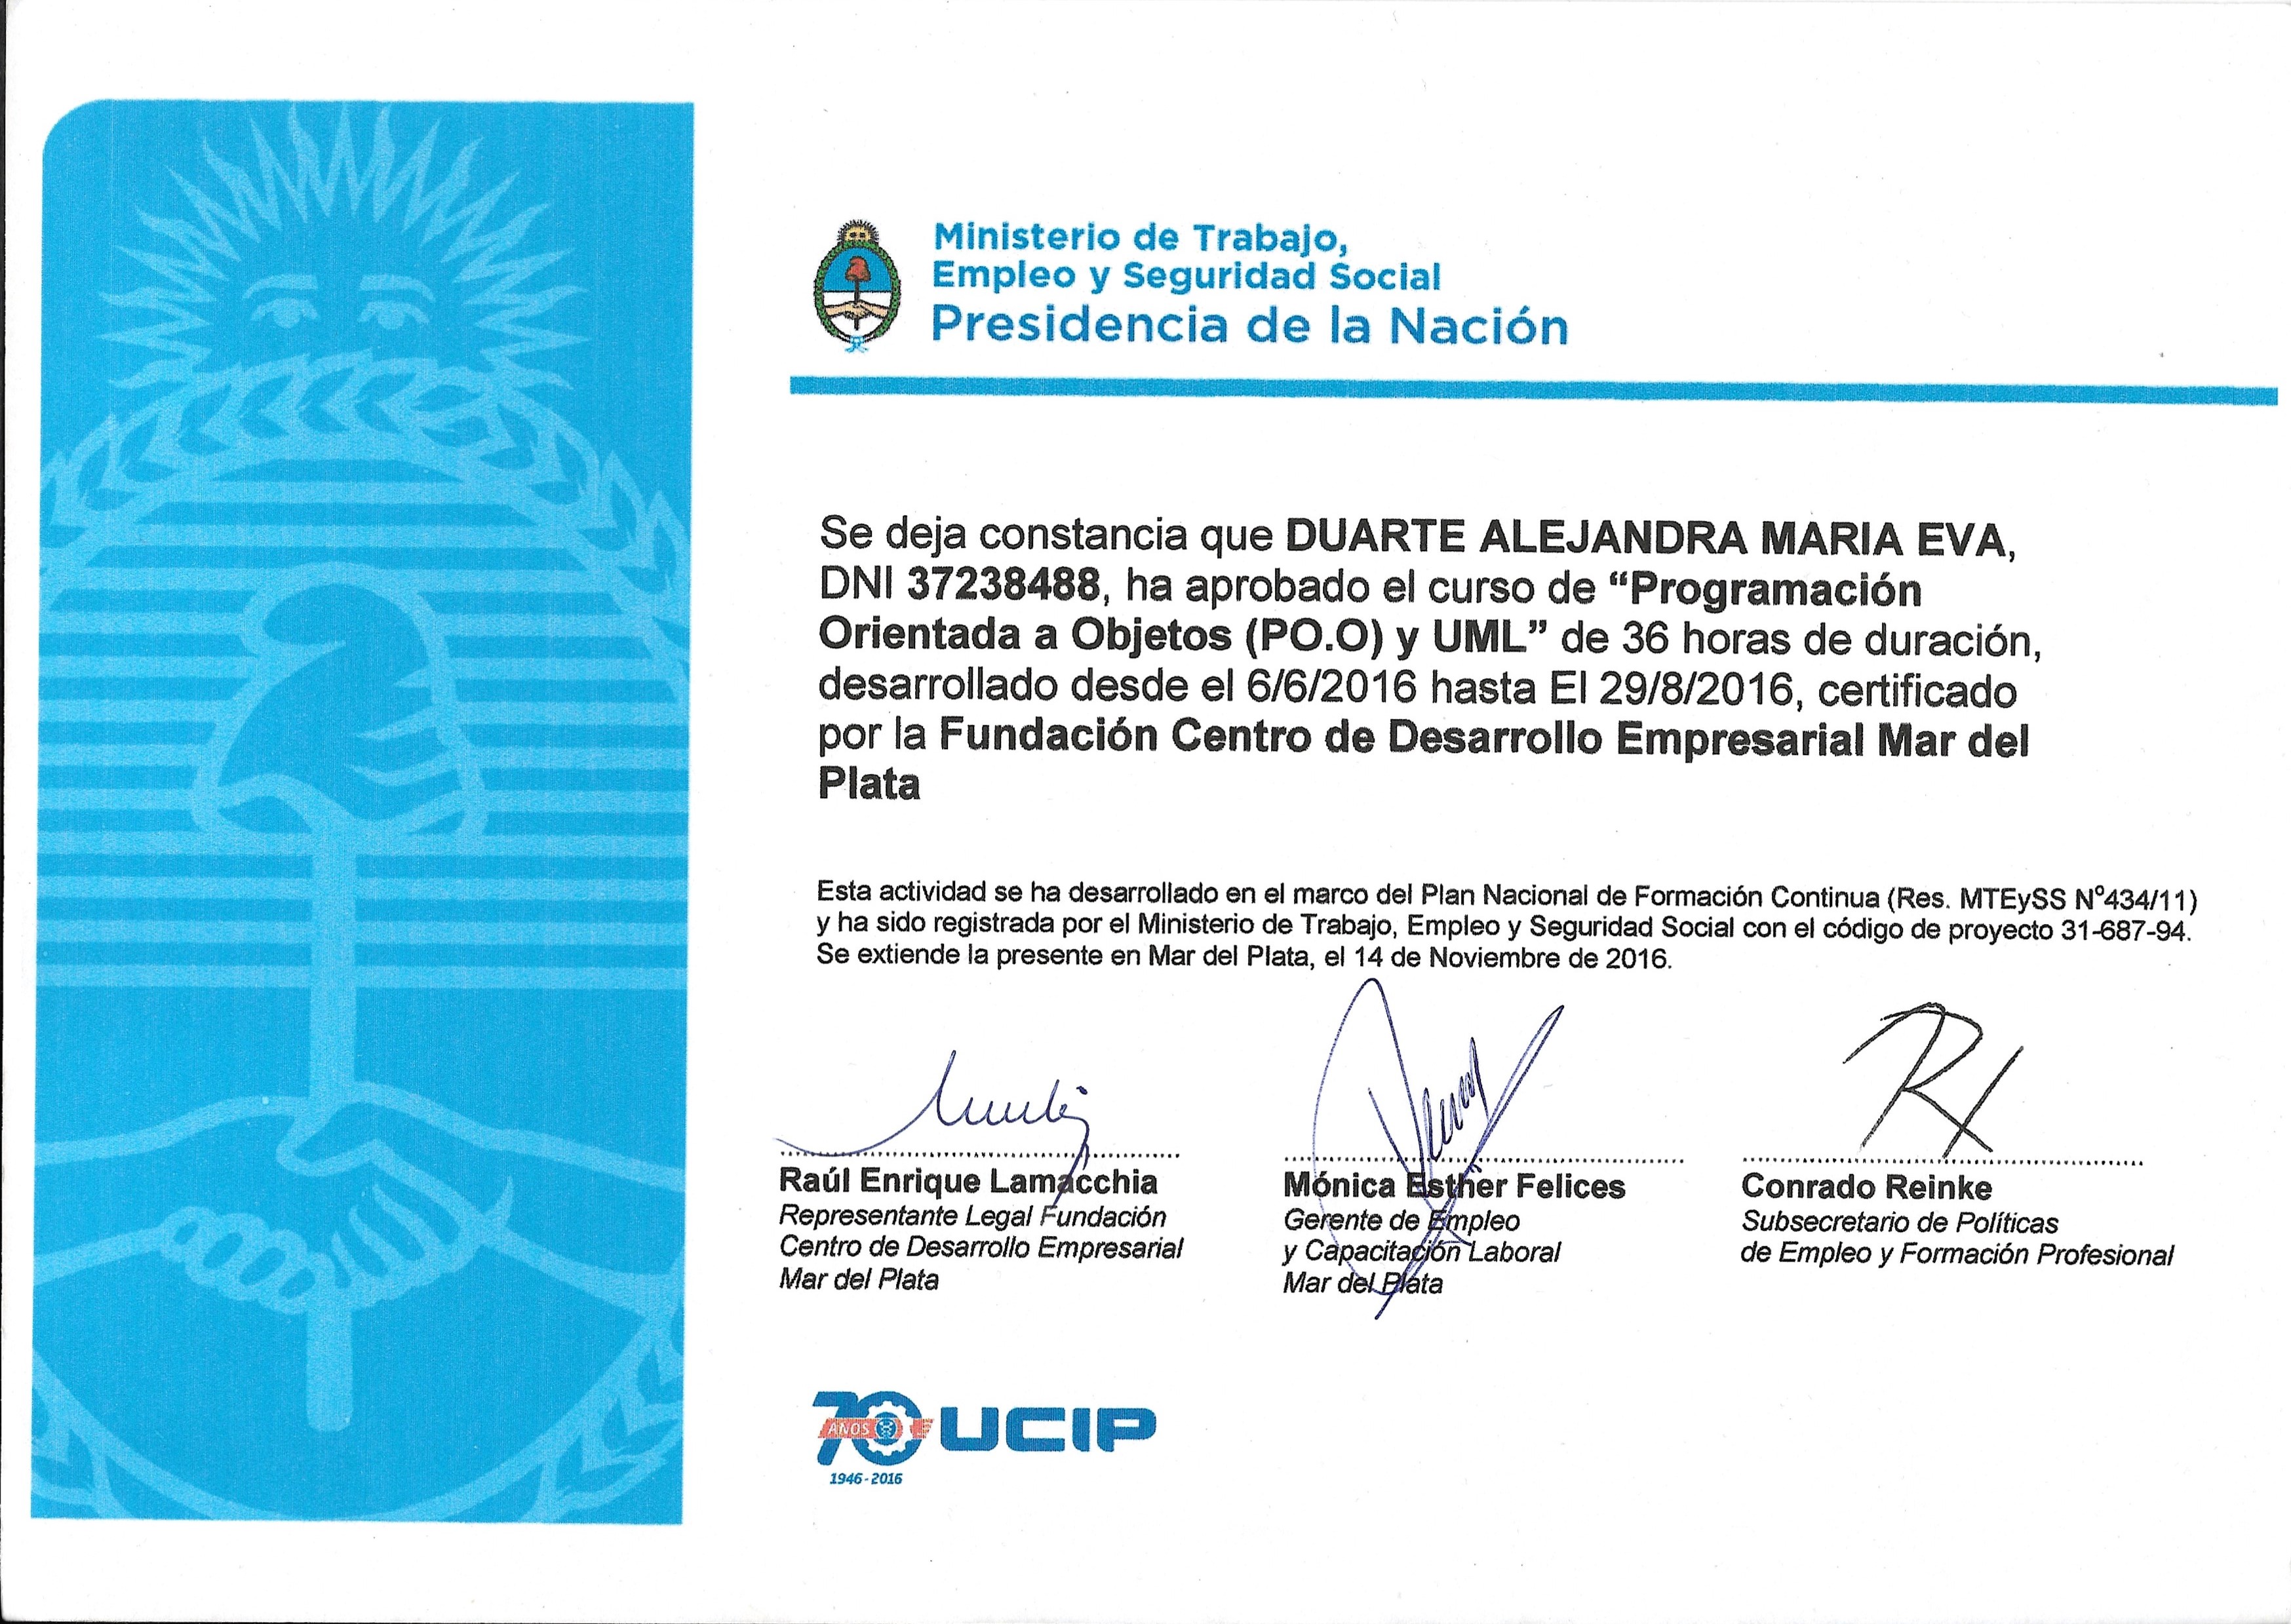 Ministerio de Trabajo,
Empleo y Seguridad Social
Presidencia de la Nación
Se deja constancia que DUARTE ALEJANDRA MARIA EVA,
DNI 37238488, ha aprobado el curso de “Programación
Orientada a Objetos (PO.O) y UML” de 36 horas de duración,
desarrollado desde el 6/6/2016 hasta El 29/8/2016, certificado
por la Fundación Centro de Desarrollo Empresarial Mar del
Plata
Esta actividad se ha desarrollado en el marco del Plan Nacional de Formación Continua (Res. MTEySS Nº434/11)
y ha sido registrada por el Ministerio de Trabajo, Empleo y Seguridad Social con el código de proyecto 31-687-94.
Se extiende la presente en Mar del Plata, el 14 de Noviembre de 2016.
Raúl Enrique Lamacchia
Representante Legal Fundación
Centro de Desarrollo Empresarial
Mar del Plata
Mónica Esther Felices
Gerente de Empleo
y Capacitación Laboral
Mar del Plata
Conrado Reinke
Subsecretario de Políticas
de Empleo y Formación Profesional
70 AÑOS UCIP
1946-2016